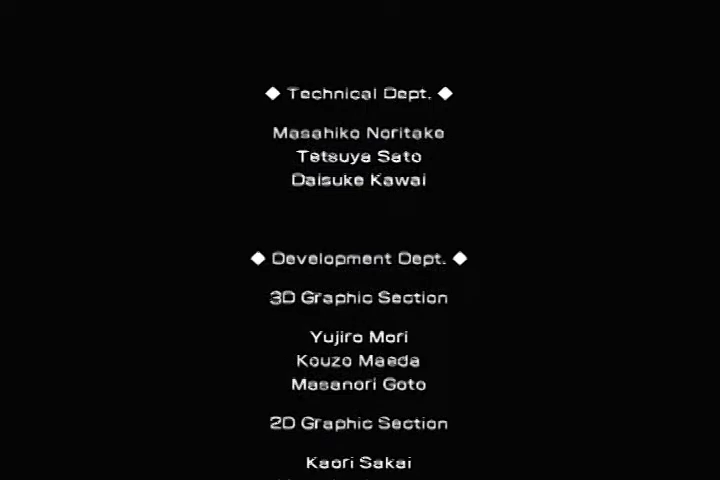 ◆ Technical Dept. ◆
Masahiko Noritake
Tetsuya Sato
Daisuke Kawai
◆ Development Dept. ◆
3D Graphic Section
Yujiro Mori
Kouzo Maeda
Masanori Goto
2D Graphic Section
Kaori Sakai